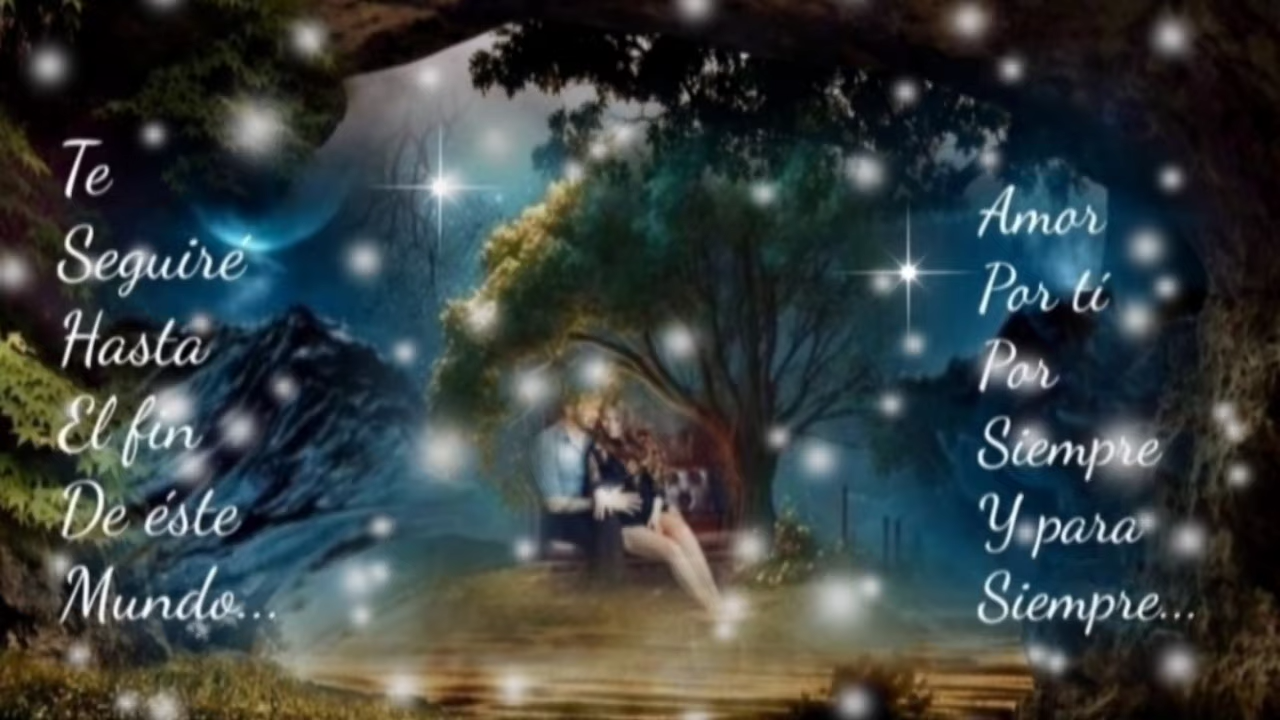 Te
Seguiré
Hasta
El fin
De éste
Mundo...
Amor
Por tí
Por
Siempre
Y para
Siempre...